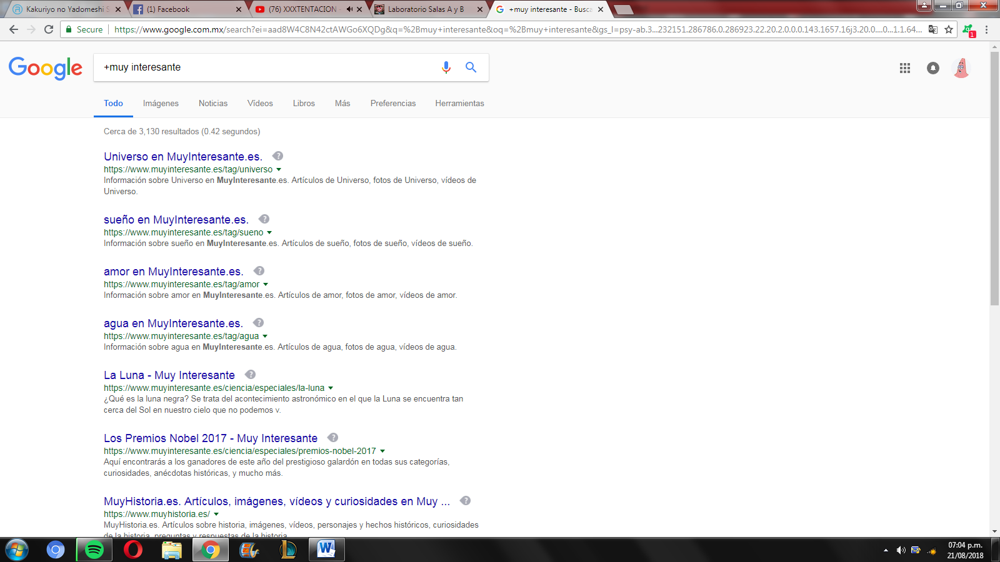 Kakuriyo no Yadomeshi S
(1) Facebook
(76) XXXTENTACION -
Laboratorio Salas A y B
+muy interesante - Busca
Secure
https://www.google.com.mx/search?ei=aad8W4C8N42ctAWGo6XQDg&q=%2Bmuy+interesante&oq=%2Bmuy+interesante&gs_l=psy-ab.3...232151.286786.0.286923.22.20.2.0.0.0.143.1657.16j3.20.0....0...1.1.64...
1
Google
+muy interesante
Todo Imágenes Noticias Vídeos Libros Más Preferencias Herramientas
Cerca de 3,130 resultados (0.42 segundos)
Universo en MuyInteresante.es.
https://www.muyinteresante.es/tag/universo
Información sobre Universo en MuyInteresante.es. Artículos de Universo, fotos de Universo, vídeos de
Universo.
sueño en MuyInteresante.es.
https://www.muyinteresante.es/tag/sueno
Información sobre sueño en MuyInteresante.es. Artículos de sueño, fotos de sueño, vídeos de sueño.
amor en MuyInteresante.es.
https://www.muyinteresante.es/tag/amor
Información sobre amor en MuyInteresante.es. Artículos de amor, fotos de amor, vídeos de amor.
agua en MuyInteresante.es.
https://www.muyinteresante.es/tag/agua
Información sobre agua en MuyInteresante.es. Artículos de agua, fotos de agua, vídeos de agua.
La Luna - Muy Interesante
https://www.muyinteresante.es/ciencia/especiales/la-luna
¿Qué es la luna negra? Se trata del acontecimiento astronómico en el que la Luna se encuentra tan
cerca del Sol en nuestro cielo que no podemos v.
Los Premios Nobel 2017 - Muy Interesante
https://www.muyinteresante.es/ciencia/especiales/premios-nobel-2017
Aquí encontrarás a los ganadores de este año del prestigioso galardón en todas sus categorías,
curiosidades, anécdotas históricas, y mucho más.
MuyHistoria.es. Artículos, imágenes, vídeos y curiosidades en Muy ...
https://www.muyhistoria.es/
MuyHistoria.es. Artículos sobre historia, imágenes, vídeos, personajes y hechos históricos, curiosidades
de la historia, preguntas y respuestas de la historia
07:04 p.m.
21/08/2018